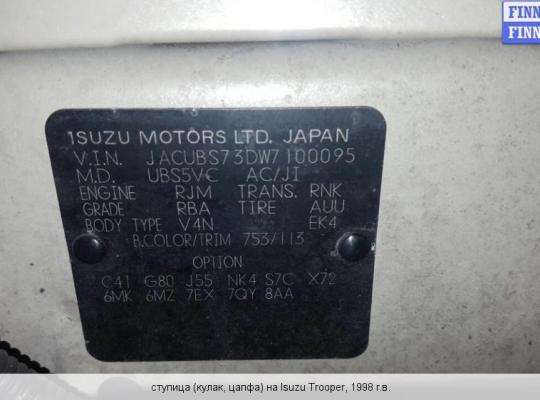 FINN
FINN
ISUZU MOTORS LTD. JAPAN
V.I.N. JACUBS73DW7100095
M.D. UBS5VC AC/JI
ENGINE RJM TRANS. RNK
GRADE RBA TIRE AUU
BODY TYPE V4N EK4
B.COLOR/TRIM 753/113
OPTION
C41 G80 J55 NK4 S7C X72
6MK 6MZ 7EX 7QY 8AA
ступица (кулак, цапфа) на Isuzu Trooper, 1998 г.в.